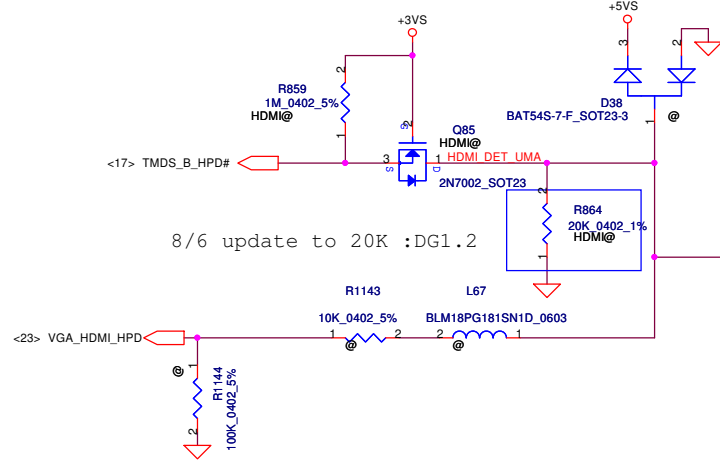 +5VS
+3VS
3
2
2
R859
1M_0402_5%
HDMI@
1
G
2
Q85
HDMI@
D38
BAT54S-7-F_SOT23-3
1
@
<17> TMDS_B_HPD#
3
S
1
D
HDMI_DET_UMA
2N7002_SOT23
2
R864
20K_0402_1%
HDMI@
1
8/6 update to 20K :DG1.2
R1143
L67
10K_0402_5%
BLM18PG181SN1D_0603
<23> VGA_HDMI_HPD
1
2
2
1
@
@
1
@
R1144
100K_0402_5%
2